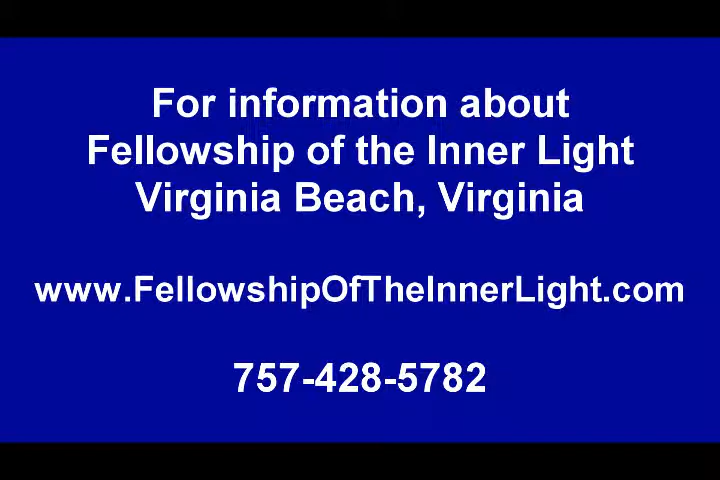 For information about
Fellowship of the Inner Light
Virginia Beach, Virginia
www.FellowshipOfTheInnerLight.com
757-428-5782